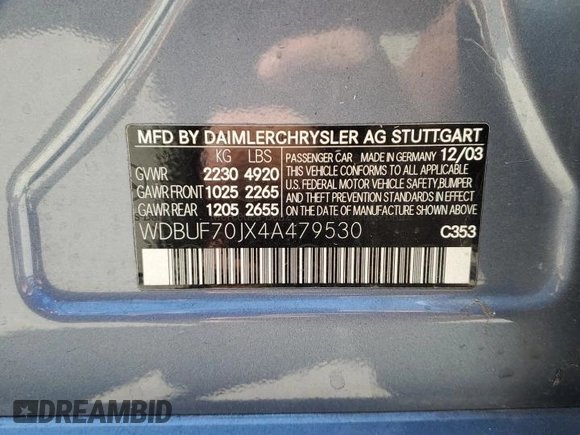 MFD BY DAIMLERCHRYSLER AG STUTTGART
KG LBS
GVWR 2230 4920
GAWR FRONT 1025 2265
GAWR REAR 1205 2655
PASSENGER CAR MADE IN GERMANY 12/03
THIS VEHICLE CONFORMS TO ALL APPLICABLE
U.S. FEDERAL MOTOR VEHICLE SAFETY,BUMPER
AND THEFT PREVENTION STANDARDS IN EFFECT
ON THE DATE OF MANUFACTURE SHOWN ABOVE.
WDBUF70JX4A479530
C353
DREAMBID